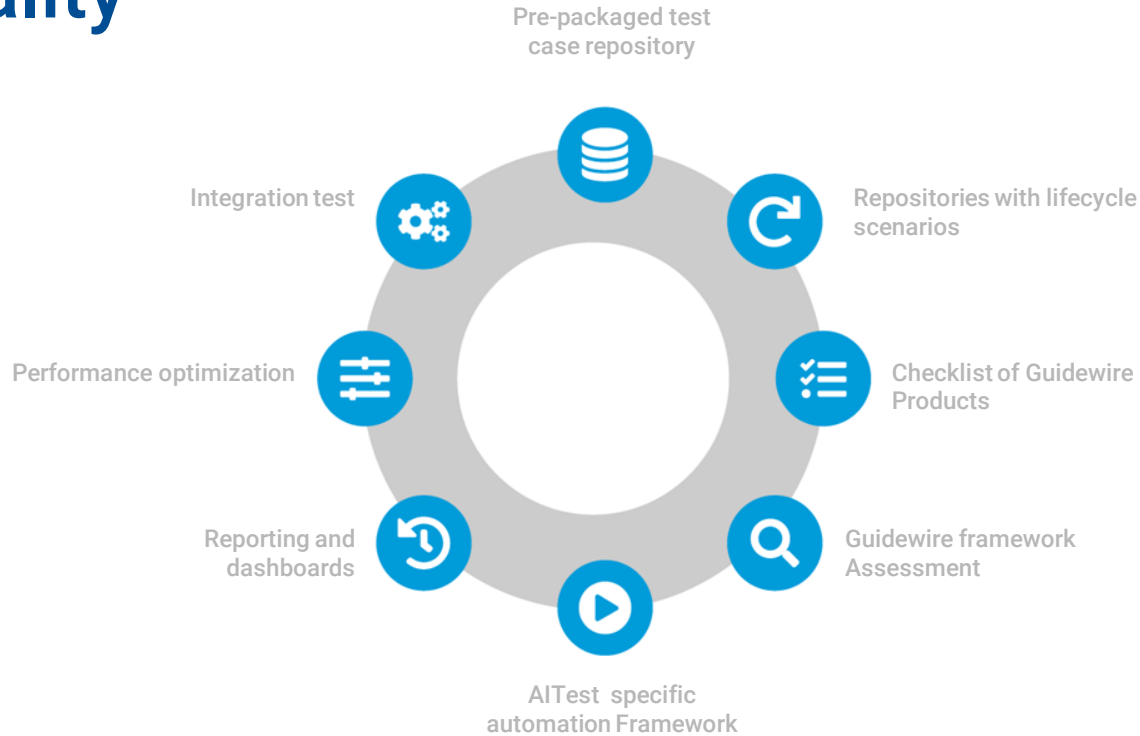 Pre-packaged test
case repository
Integration test
Repositories with lifecycle
scenarios
Performance optimization
Checklist of Guidewire
Products
Reporting and
dashboards
Guidewire framework
Assessment
AITest specific
automation Framework